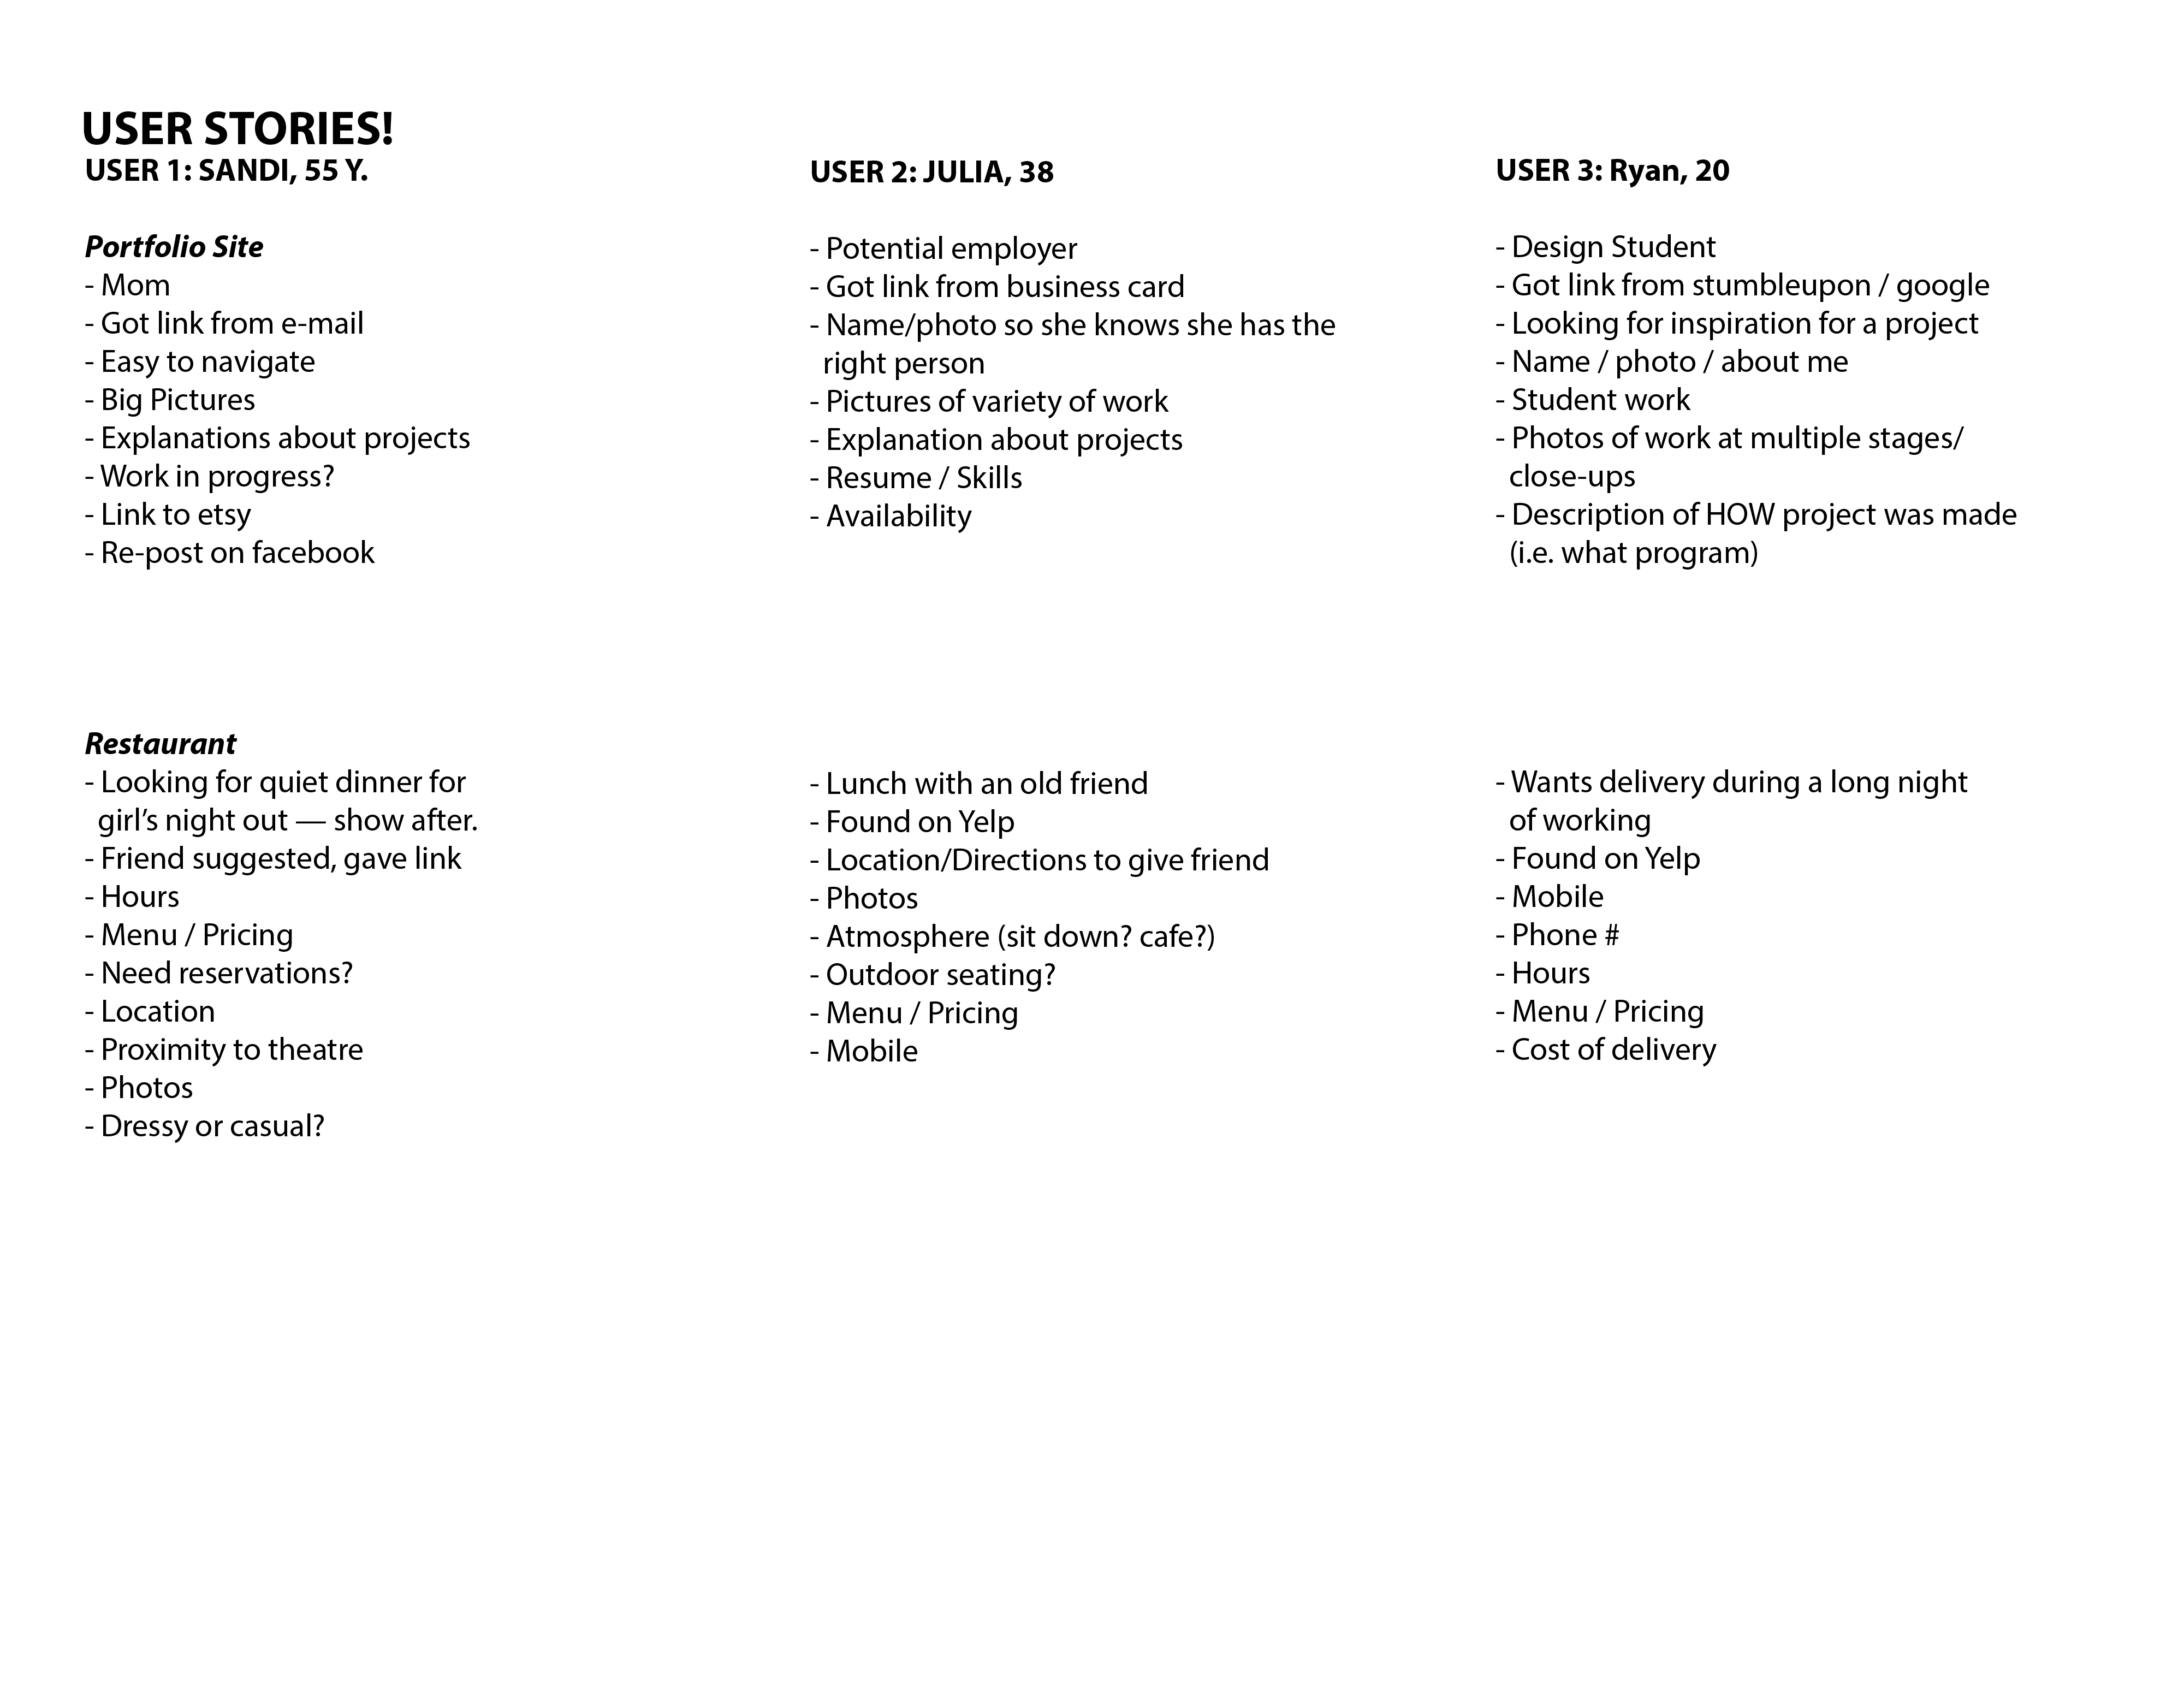 USER STORIES!
USER 1: SANDI, 55 Y.
Portfolio Site
- Mom
- Got link from e-mail
- Easy to navigate
- Big Pictures
- Explanations about projects
- Work in progress?
- Link to etsy
- Re-post on facebook
USER 2: JULIA, 38
- Potential employer
- Got link from business card
- Name/photo so she knows she has the
right person
- Pictures of variety of work
- Explanation about projects
- Resume / Skills
- Availability
USER 3: Ryan, 20
- Design Student
- Got link from stumbleupon / google
- Looking for inspiration for a project
- Name / photo / about me
- Student work
- Photos of work at multiple stages/
close-ups
- Description of HOW project was made
(i.e. what program)
Restaurant
- Looking for quiet dinner for
girl’s night out — show after.
- Friend suggested, gave link
- Hours
- Menu / Pricing
- Need reservations?
- Location
- Proximity to theatre
- Photos
- Dressy or casual?
- Lunch with an old friend
- Found on Yelp
- Location/Directions to give friend
- Photos
- Atmosphere (sit down? cafe?)
- Outdoor seating?
- Menu / Pricing
- Mobile
- Wants delivery during a long night
of working
- Found on Yelp
- Mobile
- Phone #
- Hours
- Menu / Pricing
- Cost of delivery